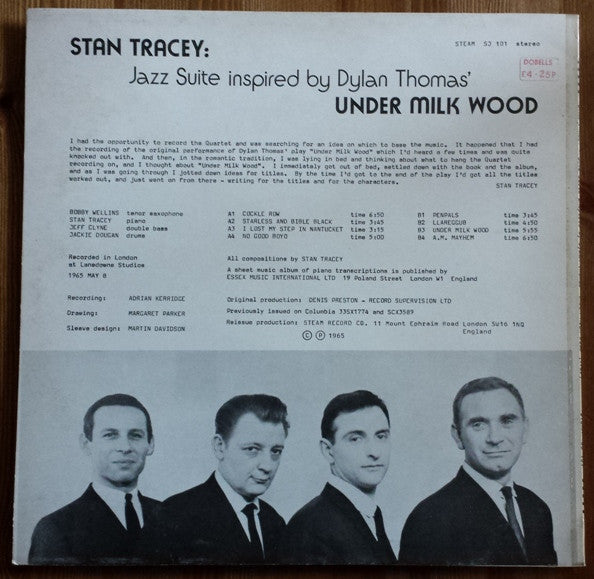 STAN TRACEY:
STEAM SJ 101 stereo
DOBELLS
£4·25P
Jazz Suite inspired by Dylan Thomas'
UNDER MILK WOOD
I had the opportunity to record the Quartet and was searching for an idea on which to base the music. It happened that I had
the recording of the original performance of Dylan Thomas' play "Under Milk Wood" which I'd heard a few times and was quite
knocked out with. And then, in the romantic tradition, I was lying in bed and thinking about what to hang the Quartet
recording on, and I thought about "Under Milk Wood". I immediately got out of bed, settled down with the book and the album,
and as I was going through I jotted down ideas for titles. By the time I'd got to the end of the play I'd got all the titles
worked out, and just went on from there - writing for the titles and for the characters.
STAN TRACEY
BOBBY WELLINS tenor saxophone
STAN TRACEY piano
JEFF CLYNE double bass
JACKIE DOUGAN drums
A1 COCKLE ROW time 6:50
A2 STARLESS AND BIBLE BLACK time 3:45
A3 I LOST MY STEP IN NANTUCKET time 3:15
A4 NO GOOD BOYO time 5:00
B1 PENPALS time 3:45
B2 LLAREGGUB time 4:50
B3 UNDER MILK WOOD time 5:55
B4 A.M. MAYHEM time 6:50
Recorded in London
at Lansdowne Studios
1965 MAY 8
All compositions by STAN TRACEY
A sheet music album of piano transcriptions is published by
ESSEX MUSIC INTERNATIONAL LTD 19 Poland Street London W1 England
Recording: ADRIAN KERRIDGE
Drawing: MARGARET PARKER
Sleeve design: MARTIN DAVIDSON
Original production: DENIS PRESTON - RECORD SUPERVISION LTD
Previously issued on Columbia 33SX1774 and SCX3589
Reissue production: STEAM RECORD CO. 11 Mount Ephraim Road London SW16 1NQ
England
© ℗ 1965